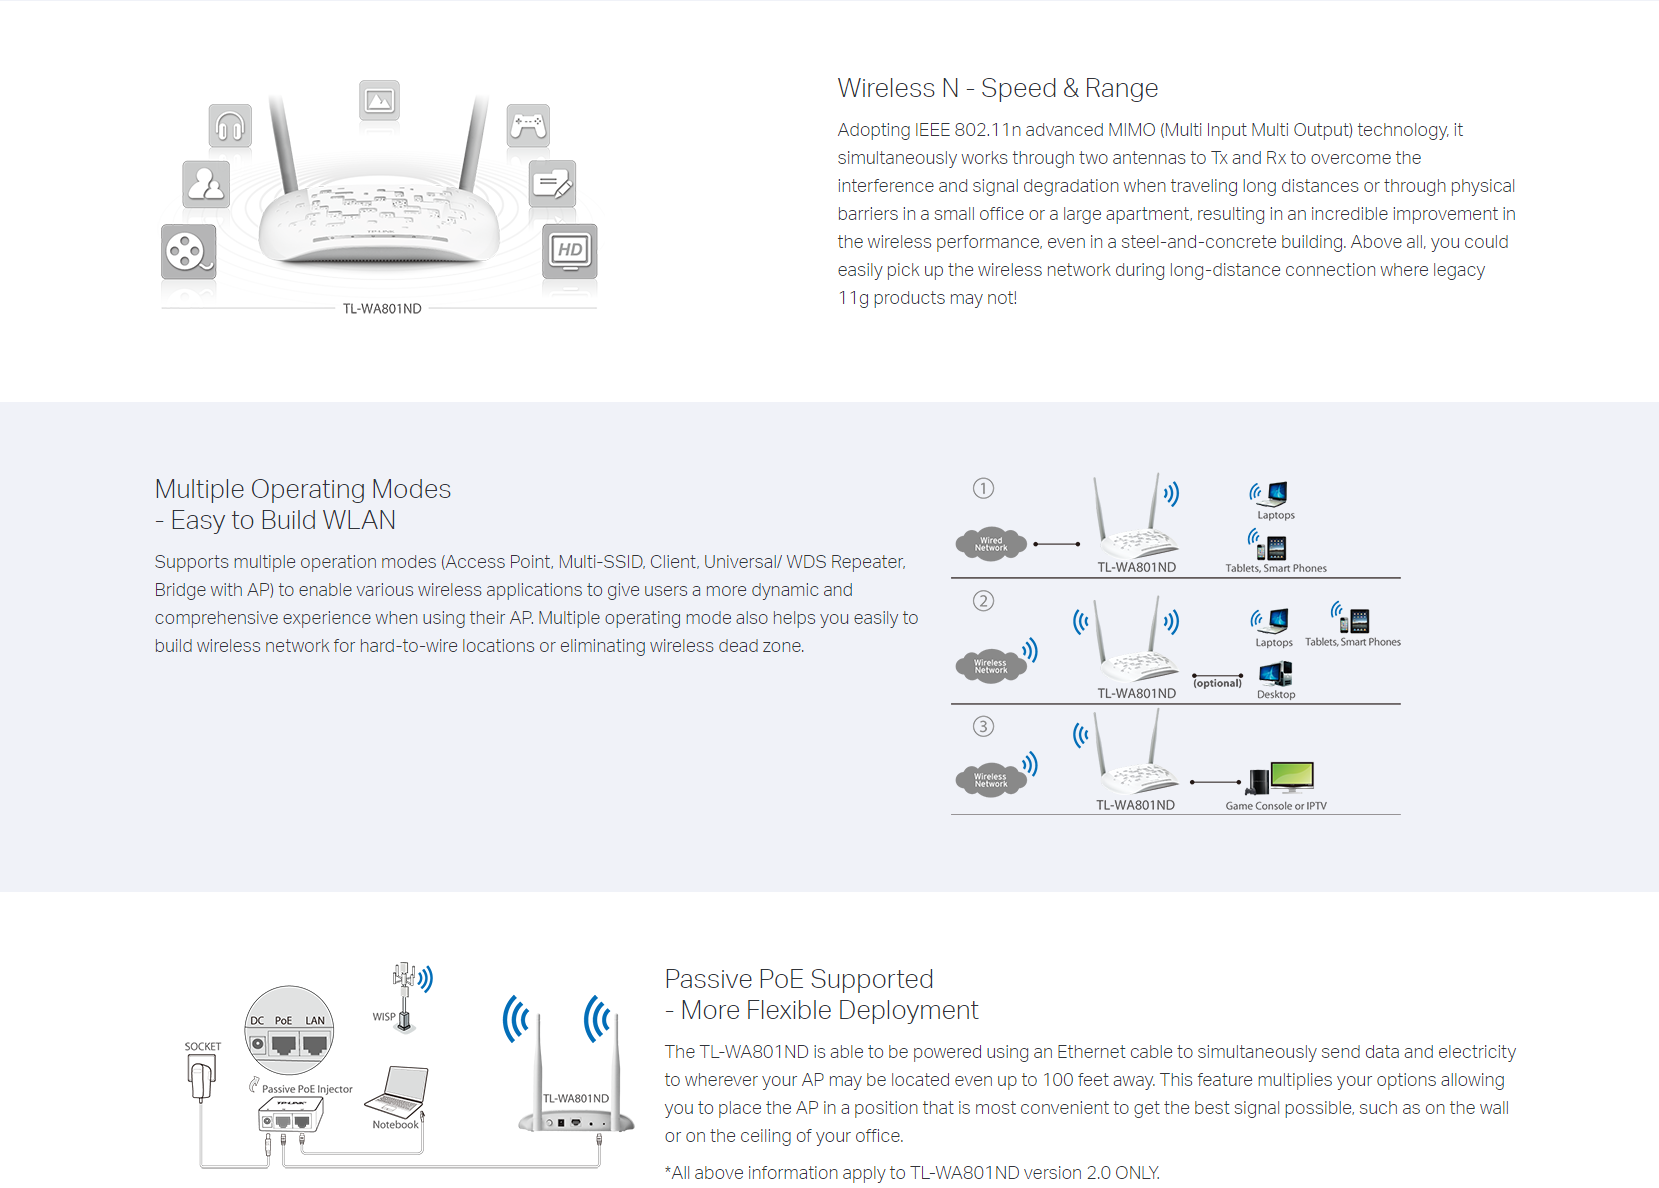 HD
TP-LINK
TL-WA801ND
Wireless N - Speed & Range
Adopting IEEE 802.11n advanced MIMO (Multi Input Multi Output) technology, it
simultaneously works through two antennas to Tx and Rx to overcome the
interference and signal degradation when traveling long distances or through physical
barriers in a small office or a large apartment, resulting in an incredible improvement in
the wireless performance, even in a steel-and-concrete building. Above all, you could
easily pick up the wireless network during long-distance connection where legacy
11g products may not!
Multiple Operating Modes
- Easy to Build WLAN
Supports multiple operation modes (Access Point, Multi-SSID, Client, Universal/ WDS Repeater,
Bridge with AP) to enable various wireless applications to give users a more dynamic and
comprehensive experience when using their AP. Multiple operating mode also helps you easily to
build wireless network for hard-to-wire locations or eliminating wireless dead zone.
1
Laptops
Wired
Network
TL-WA801ND
Tablets, Smart Phones
2
Laptops
Tablets, Smart Phones
Wireless
Network
TL-WA801ND
(optional)
Desktop
3
Wireless
Network
TL-WA801ND
Game Console or IPTV
WISP
DC PoE LAN
SOCKET
Passive PoE Injector
TP-LINK
Notebook
TL-WA801ND
Passive PoE Supported
- More Flexible Deployment
The TL-WA801ND is able to be powered using an Ethernet cable to simultaneously send data and electricity
to wherever your AP may be located even up to 100 feet away. This feature multiplies your options allowing
you to place the AP in a position that is most convenient to get the best signal possible, such as on the wall
or on the ceiling of your office.
*All above information apply to TL-WA801ND version 2.0 ONLY.